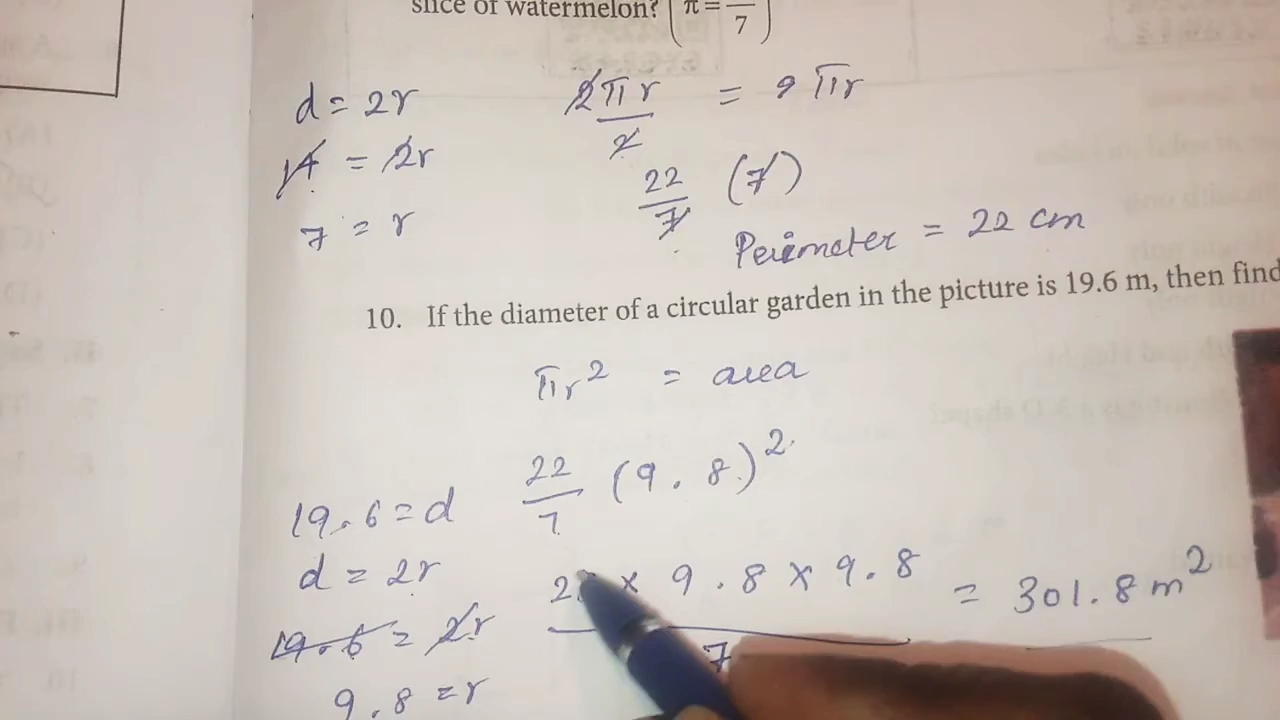 slice of watermelon? (π = /7)
d = 2r
2πr/2 = πr
14 = 2r
22/7 (7)
7 = r
Perimeter = 22 cm
10. If the diameter of a circular garden in the picture is 19.6 m, then find
πr² = area
22/7 (9.8)²
19.6 = d
d = 2r
× 9.8 × 9.8 / 7 = 301.8 m²
19.6 = 2r
9.8 = r